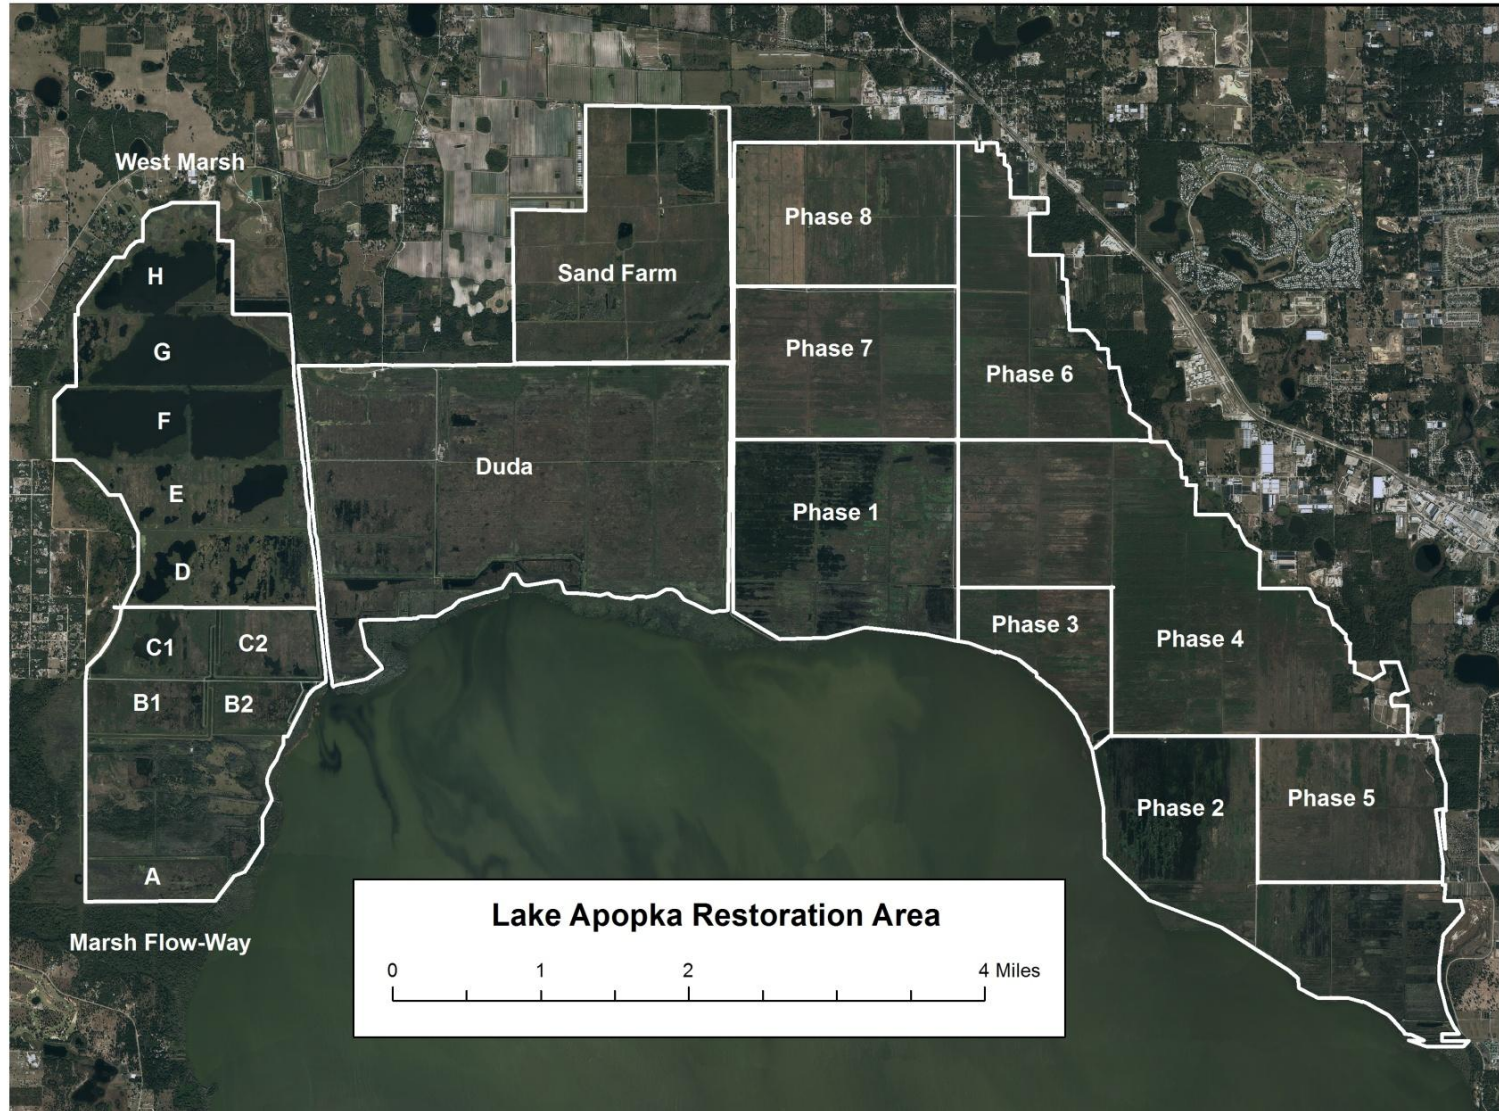 West Marsh
H
G
F
E
D
C1
C2
B1
B2
A
Marsh Flow-Way
Sand Farm
Duda
Phase 8
Phase 7
Phase 6
Phase 1
Phase 3
Phase 4
Phase 2
Phase 5
Lake Apopka Restoration Area
0 1 2 4 Miles